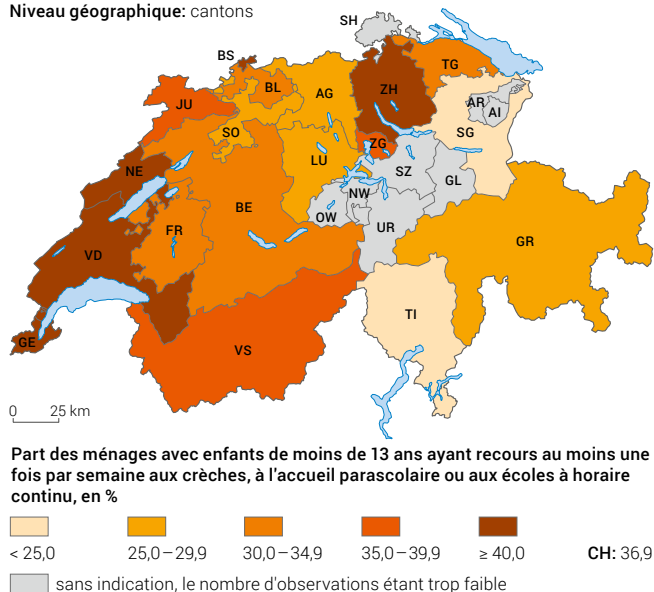 Niveau géographique: cantons
SH
BS
TG
BL
AG
ZH
JU
AR
AI
SO
SG
ZG
LU
NE
SZ
GL
NW
BE
OW
FR
UR
GR
VD
TI
GE
VS
0 25 km
Part des ménages avec enfants de moins de 13 ans ayant recours au moins une
fois par semaine aux crèches, à l'accueil parascolaire ou aux écoles à horaire
continu, en %
< 25,0 25,0–29,9 30,0–34,9 35,0–39,9 ≥ 40,0 CH: 36,9
sans indication, le nombre d'observations étant trop faible